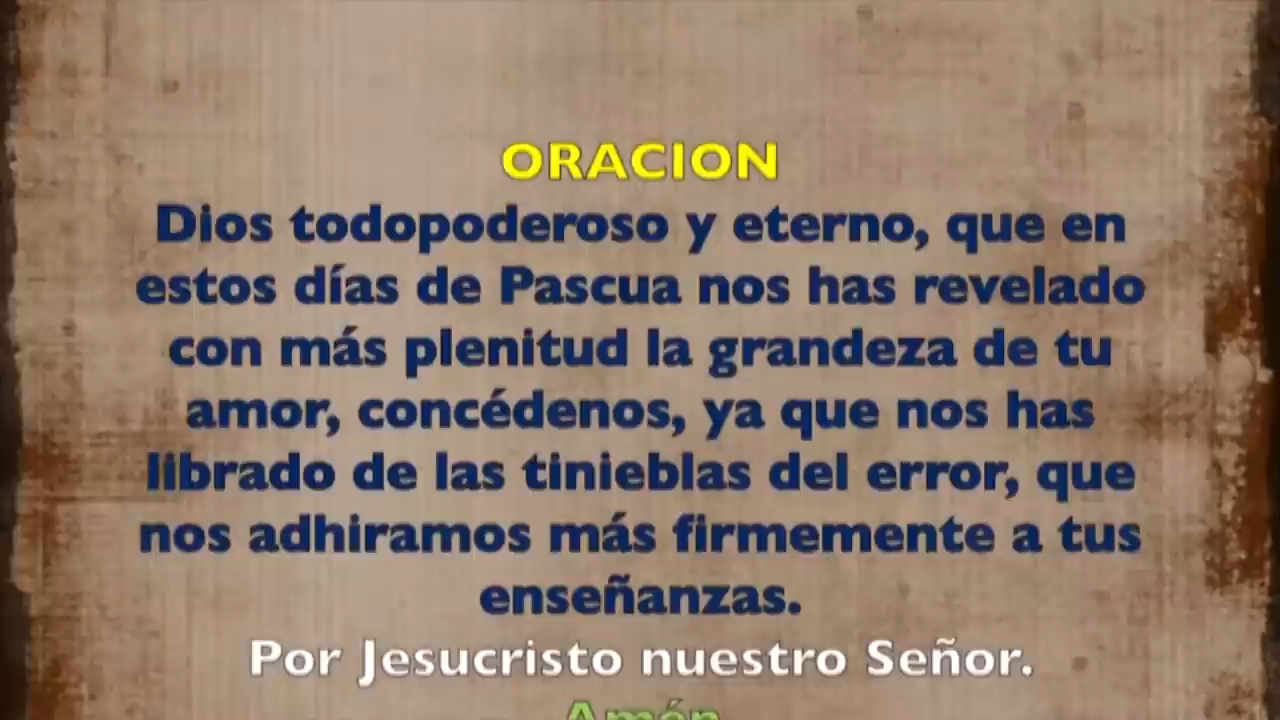 ORACION
Dios todopoderoso y eterno, que en
estos días de Pascua nos has revelado
con más plenitud la grandeza de tu
amor, concédenos, ya que nos has
librado de las tinieblas del error, que
nos adhiramos más firmemente a tus
enseñanzas.
Por Jesucristo nuestro Señor.
Amén